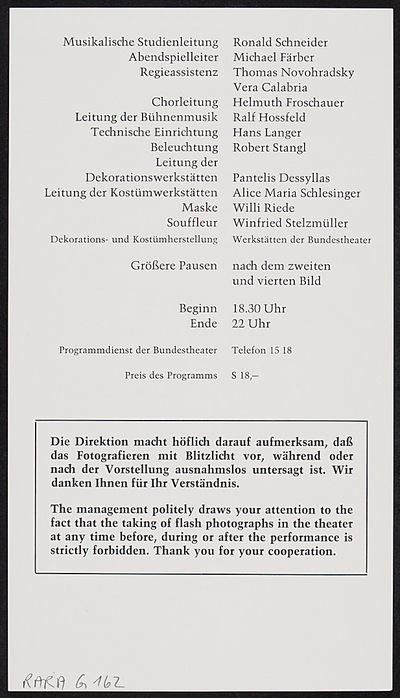 Musikalische Studienleitung Ronald Schneider
Abendspielleiter Michael Färber
Regieassistenz Thomas Novohradsky
Vera Calabria
Chorleitung Helmuth Froschauer
Leitung der Bühnenmusik Ralf Hossfeld
Technische Einrichtung Hans Langer
Beleuchtung Robert Stangl
Leitung der
Dekorationswerkstätten Pantelis Dessyllas
Leitung der Kostümwerkstätten Alice Maria Schlesinger
Maske Willi Riede
Souffleur Winfried Stelzmüller
Dekorations- und Kostümherstellung Werkstätten der Bundestheater
Größere Pausen nach dem zweiten
und vierten Bild
Beginn 18.30 Uhr
Ende 22 Uhr
Programmdienst der Bundestheater Telefon 15 18
Preis des Programms S 18,—
Die Direktion macht höflich darauf aufmerksam, daß
das Fotografieren mit Blitzlicht vor, während oder
nach der Vorstellung ausnahmslos untersagt ist. Wir
danken Ihnen für Ihr Verständnis.
The management politely draws your attention to the
fact that the taking of flash photographs in the theater
at any time before, during or after the performance is
strictly forbidden. Thank you for your cooperation.
RARA G 162